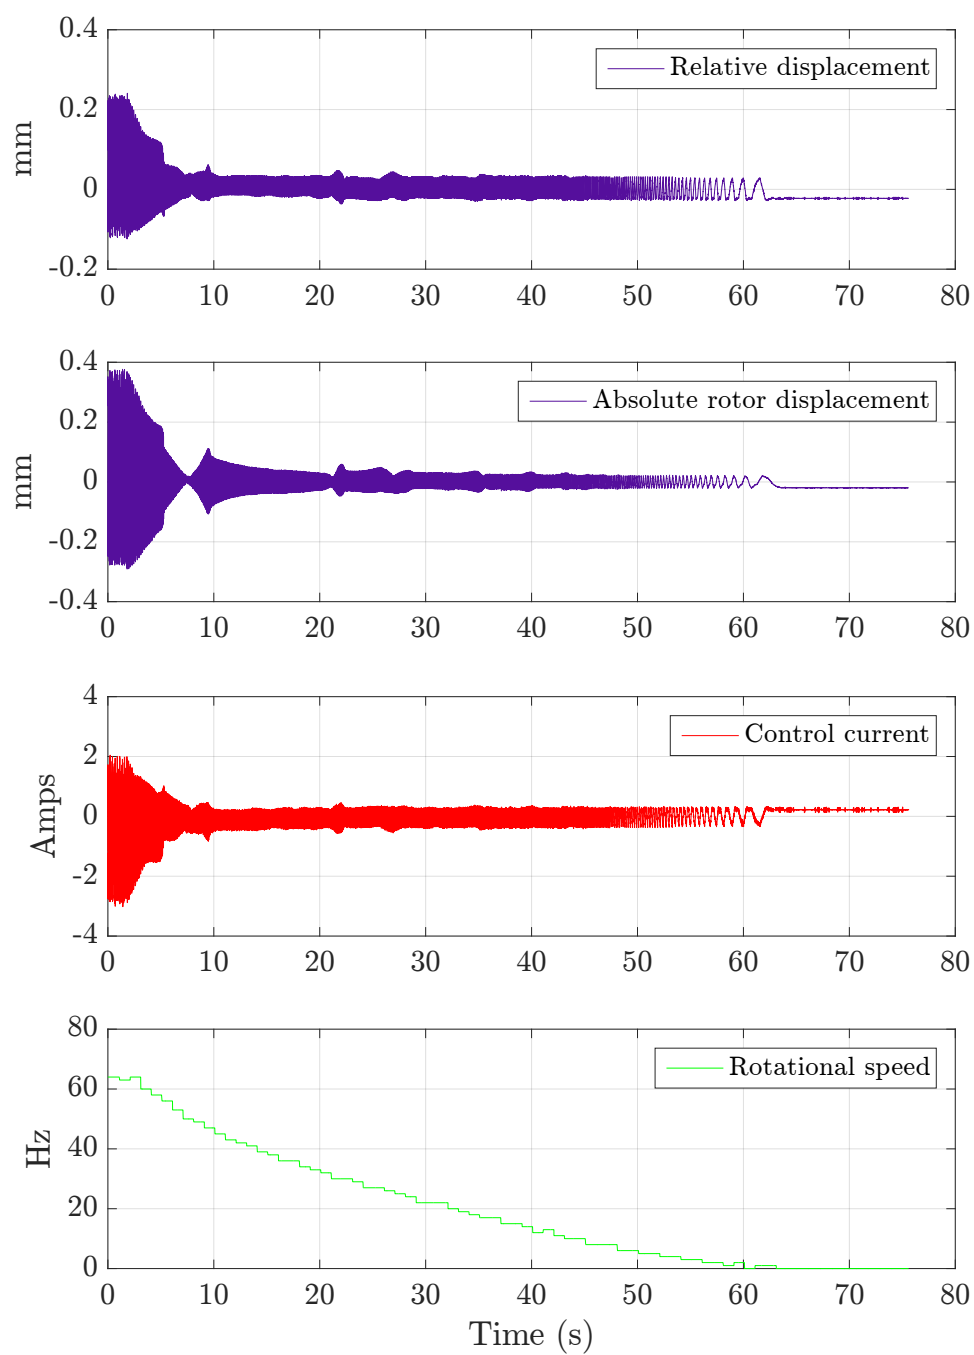 0.4
Relative displacement
0.2
mm
0
-0.2
0 10 20 30 40 50 60 70 80
0.4
Absolute rotor displacement
0.2
mm
0
-0.2
-0.4
0 10 20 30 40 50 60 70 80
4
Control current
2
Amps
0
-2
-4
0 10 20 30 40 50 60 70 80
80
Rotational speed
60
Hz
40
20
0
0 10 20 30 40 50 60 70 80
Time (s)